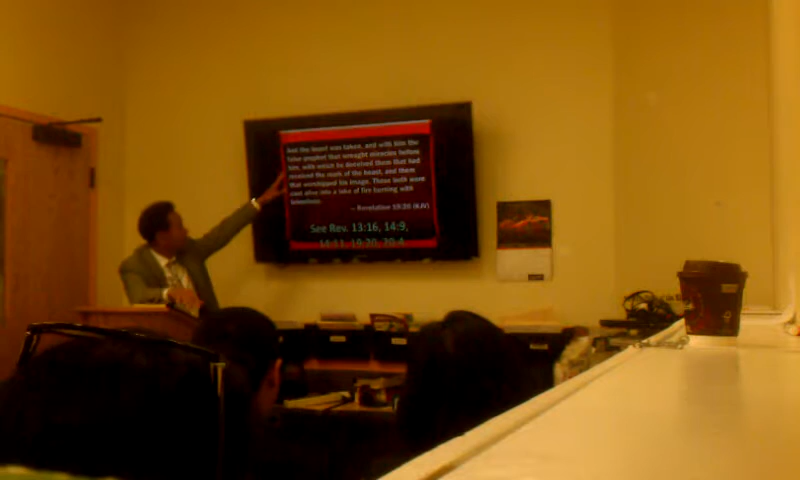 And the beast was taken, and with him the
false prophet that wrought miracles before
him, with which he deceived them that had
received the mark of the beast, and them
that worshipped his image. These both were
cast alive into a lake of fire burning with
brimstone.
— Revelation 19:20 (KJV)
See Rev. 13:16, 14:9,
14:11, 19:20, 20:4